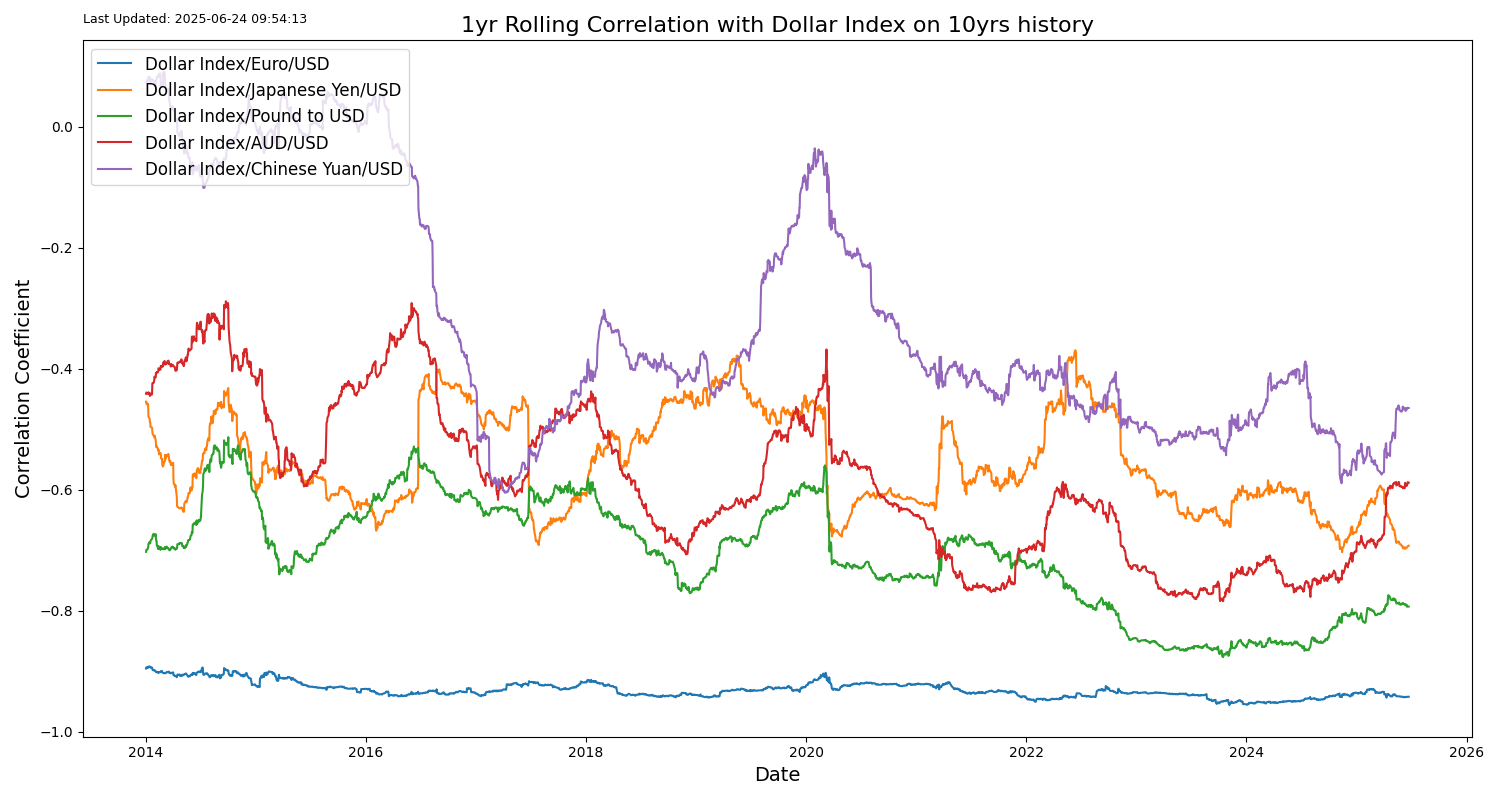 Last Updated: 2025-06-24 09:54:13
1yr Rolling Correlation with Dollar Index on 10yrs history
Dollar Index/Euro/USD
Dollar Index/Japanese Yen/USD
Dollar Index/Pound to USD
Dollar Index/AUD/USD
Dollar Index/Chinese Yuan/USD
Correlation Coefficient
0.0
−0.2
−0.4
−0.6
−0.8
−1.0
2014
2016
2018
2020
2022
2024
2026
Date